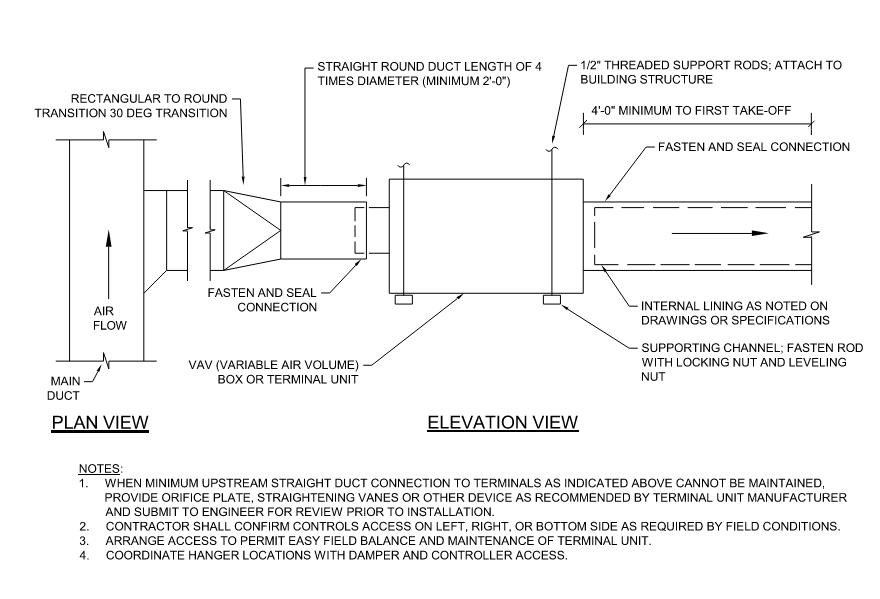 STRAIGHT ROUND DUCT LENGTH OF 4
TIMES DIAMETER (MINIMUM 2'-0")
1/2" THREADED SUPPORT RODS; ATTACH TO
BUILDING STRUCTURE
RECTANGULAR TO ROUND
TRANSITION 30 DEG TRANSITION
4'-0" MINIMUM TO FIRST TAKE-OFF
FASTEN AND SEAL CONNECTION
AIR
FLOW
FASTEN AND SEAL
CONNECTION
INTERNAL LINING AS NOTED ON
DRAWINGS OR SPECIFICATIONS
VAV (VARIABLE AIR VOLUME)
BOX OR TERMINAL UNIT
SUPPORTING CHANNEL; FASTEN ROD
WITH LOCKING NUT AND LEVELING
NUT
MAIN
DUCT
PLAN VIEW
ELEVATION VIEW
NOTES:
1. WHEN MINIMUM UPSTREAM STRAIGHT DUCT CONNECTION TO TERMINALS AS INDICATED ABOVE CANNOT BE MAINTAINED,
PROVIDE ORIFICE PLATE, STRAIGHTENING VANES OR OTHER DEVICE AS RECOMMENDED BY TERMINAL UNIT MANUFACTURER
AND SUBMIT TO ENGINEER FOR REVIEW PRIOR TO INSTALLATION.
2. CONTRACTOR SHALL CONFIRM CONTROLS ACCESS ON LEFT, RIGHT, OR BOTTOM SIDE AS REQUIRED BY FIELD CONDITIONS.
3. ARRANGE ACCESS TO PERMIT EASY FIELD BALANCE AND MAINTENANCE OF TERMINAL UNIT.
4. COORDINATE HANGER LOCATIONS WITH DAMPER AND CONTROLLER ACCESS.